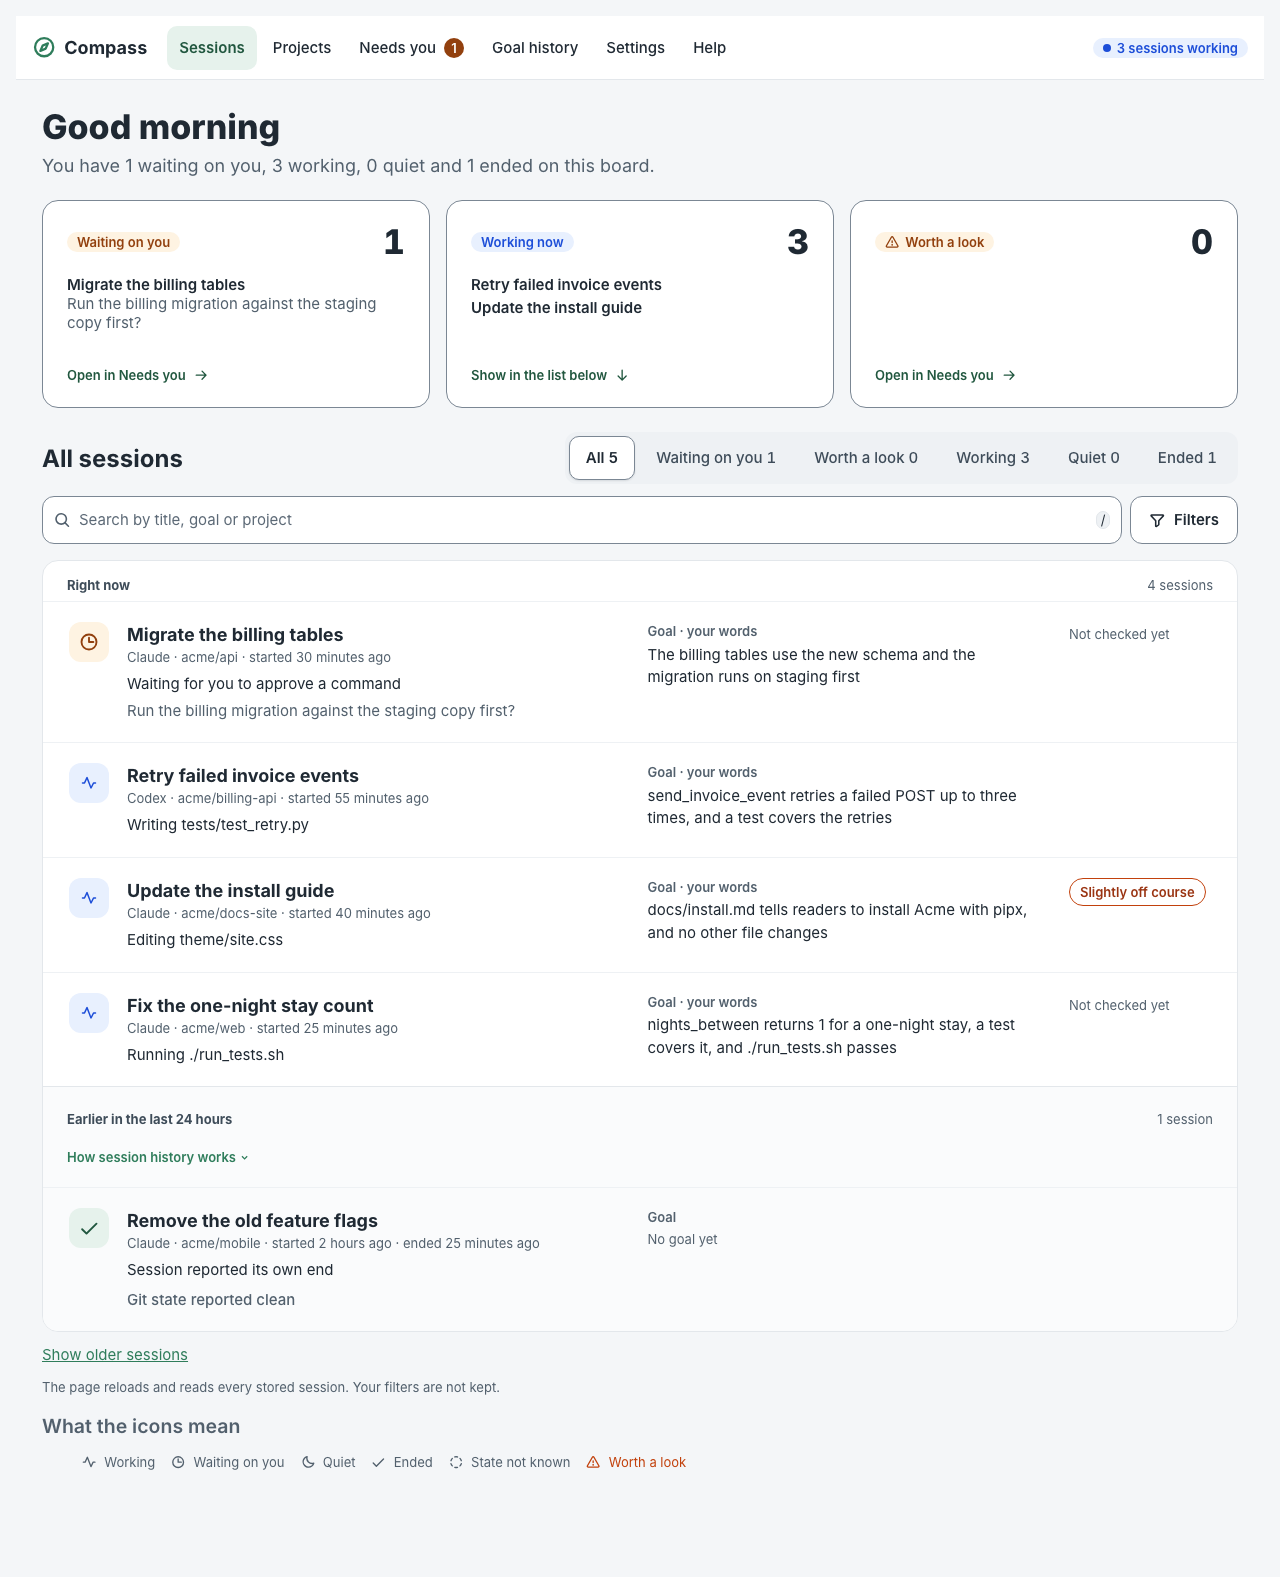 Compass
Sessions
Projects
Needs you 1
Goal history
Settings
Help
3 sessions working
Good morning
You have 1 waiting on you, 3 working, 0 quiet and 1 ended on this board.
Waiting on you
1
Migrate the billing tables
Run the billing migration against the staging
copy first?
Open in Needs you
Working now
3
Retry failed invoice events
Update the install guide
Show in the list below
Worth a look
0
Open in Needs you
All sessions
All 5
Waiting on you 1
Worth a look 0
Working 3
Quiet 0
Ended 1
Search by title, goal or project
/
Filters
Right now
4 sessions
Migrate the billing tables
Claude · acme/api · started 30 minutes ago
Waiting for you to approve a command
Run the billing migration against the staging copy first?
Goal · your words
The billing tables use the new schema and the
migration runs on staging first
Not checked yet
Retry failed invoice events
Codex · acme/billing-api · started 55 minutes ago
Writing tests/test_retry.py
Goal · your words
send_invoice_event retries a failed POST up to three
times, and a test covers the retries
Update the install guide
Claude · acme/docs-site · started 40 minutes ago
Editing theme/site.css
Goal · your words
docs/install.md tells readers to install Acme with pipx,
and no other file changes
Slightly off course
Fix the one-night stay count
Claude · acme/web · started 25 minutes ago
Running ./run_tests.sh
Goal · your words
nights_between returns 1 for a one-night stay, a test
covers it, and ./run_tests.sh passes
Not checked yet
Earlier in the last 24 hours
1 session
How session history works
Remove the old feature flags
Claude · acme/mobile · started 2 hours ago · ended 25 minutes ago
Session reported its own end
Git state reported clean
Goal
No goal yet
Show older sessions
The page reloads and reads every stored session. Your filters are not kept.
What the icons mean
Working
Waiting on you
Quiet
Ended
State not known
Worth a look